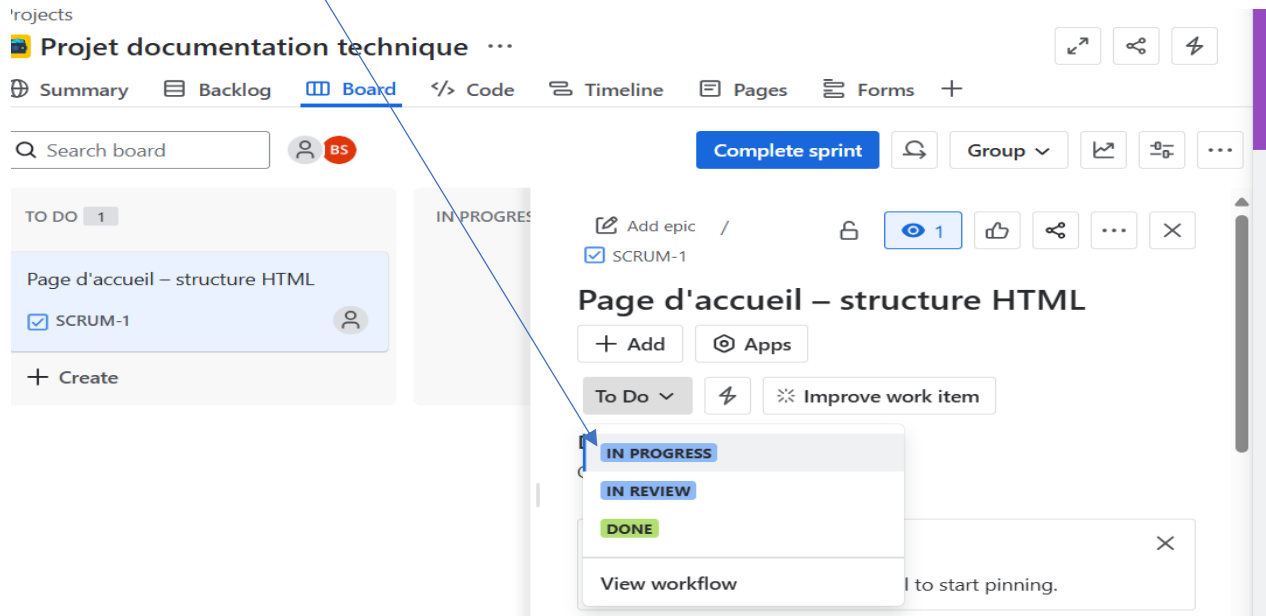 Projects
Projet documentation technique ...
Summary Backlog Board </> Code Timeline Pages Forms +
Search board BS Complete sprint Group ...
TO DO 1
Page d'accueil – structure HTML
SCRUM-1
+ Create
IN PROGRES
Add epic / 1 ...
SCRUM-1
Page d'accueil – structure HTML
+ Add Apps
To Do Improve work item
IN PROGRESS
IN REVIEW
DONE
View workflow
to start pinning.